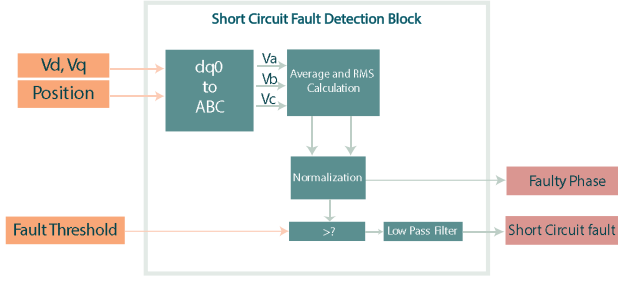 Short Circuit Fault Detection Block
Vd, Vq
Position
dq0
to
ABC
Va
Vb
Vc
Average and RMS
Calculation
Normalization
Faulty Phase
Fault Threshold
>?
Low Pass Filter
Short Circuit fault